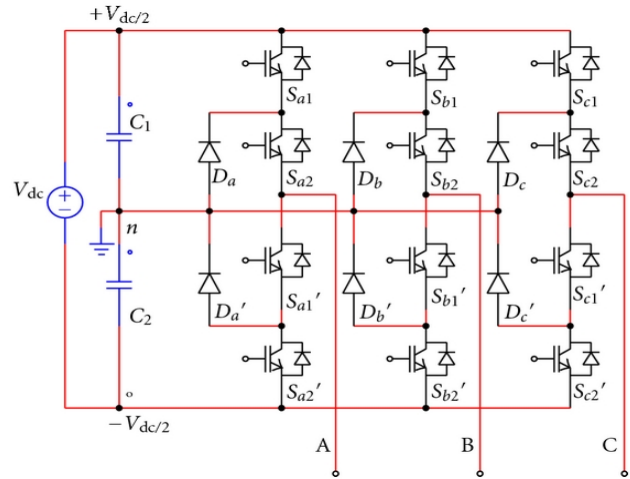 +Vdc/2
Sa1
Sb1
Sc1
C1
Da
Sa2
Db
Sb2
Dc
Sc2
Vdc
+
−
n
Sa1′
Sb1′
Sc1′
C2
Da′
Db′
Dc′
Sa2′
Sb2′
Sc2′
−Vdc/2
A
B
C